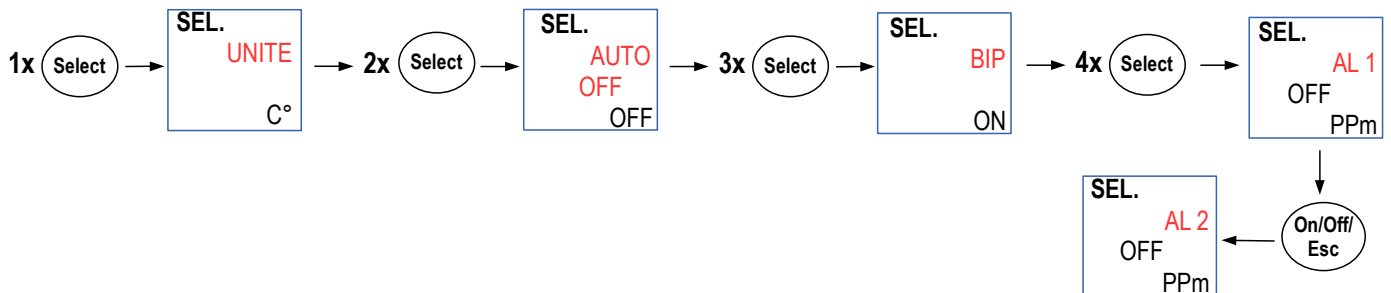 1x Select
SEL.
UNITE
C°
2x Select
SEL.
AUTO
OFF
OFF
3x Select
SEL.
BIP
ON
4x Select
SEL.
AL 1
OFF
PPm
On/Off/
Esc
SEL.
AL 2
OFF
PPm